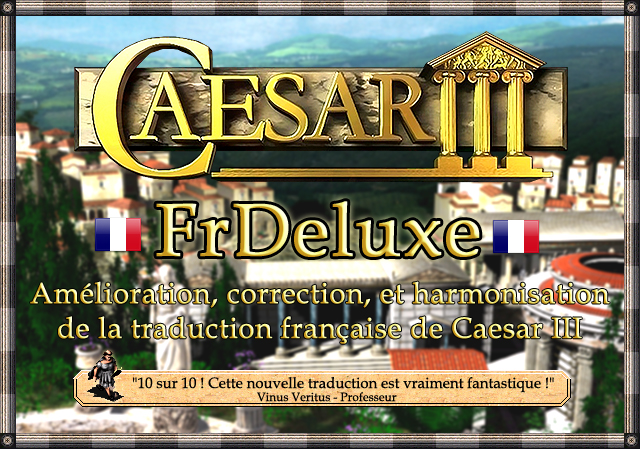 CAESAR III
FrDeluxe
Amélioration, correction, et harmonisation
de la traduction française de Caesar III
"10 sur 10 ! Cette nouvelle traduction est vraiment fantastique !"
Vinus Veritus - Professeur